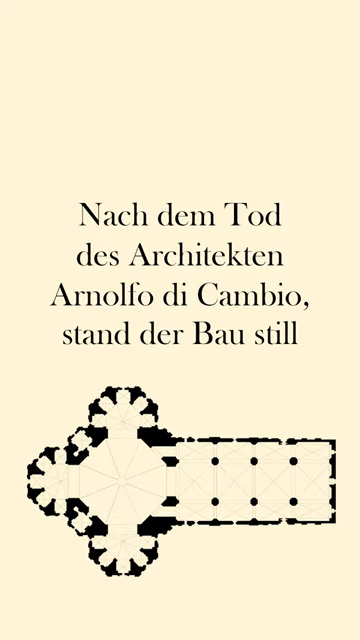 Nach dem Tod
des Architekten
Arnolfo di Cambio,
stand der Bau still